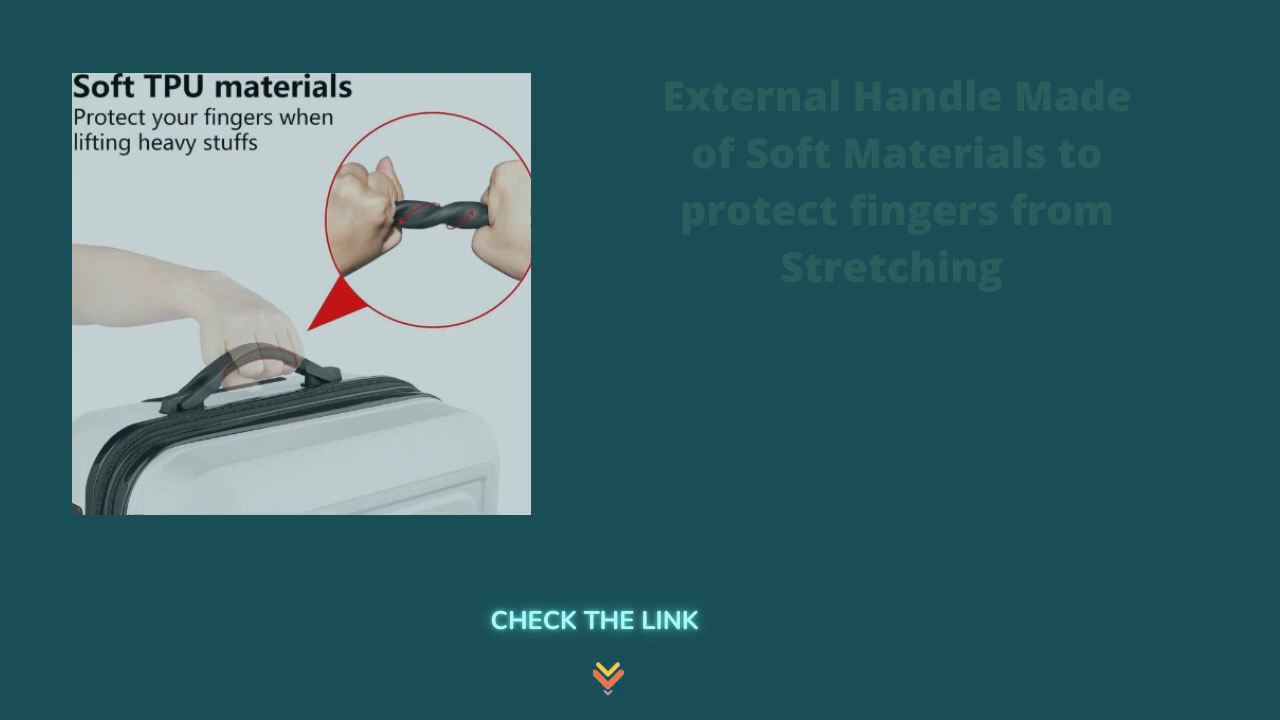 Soft TPU materials
Protect your fingers when
lifting heavy stuffs
External Handle Made
of Soft Materials to
protect fingers from
Stretching
CHECK THE LINK